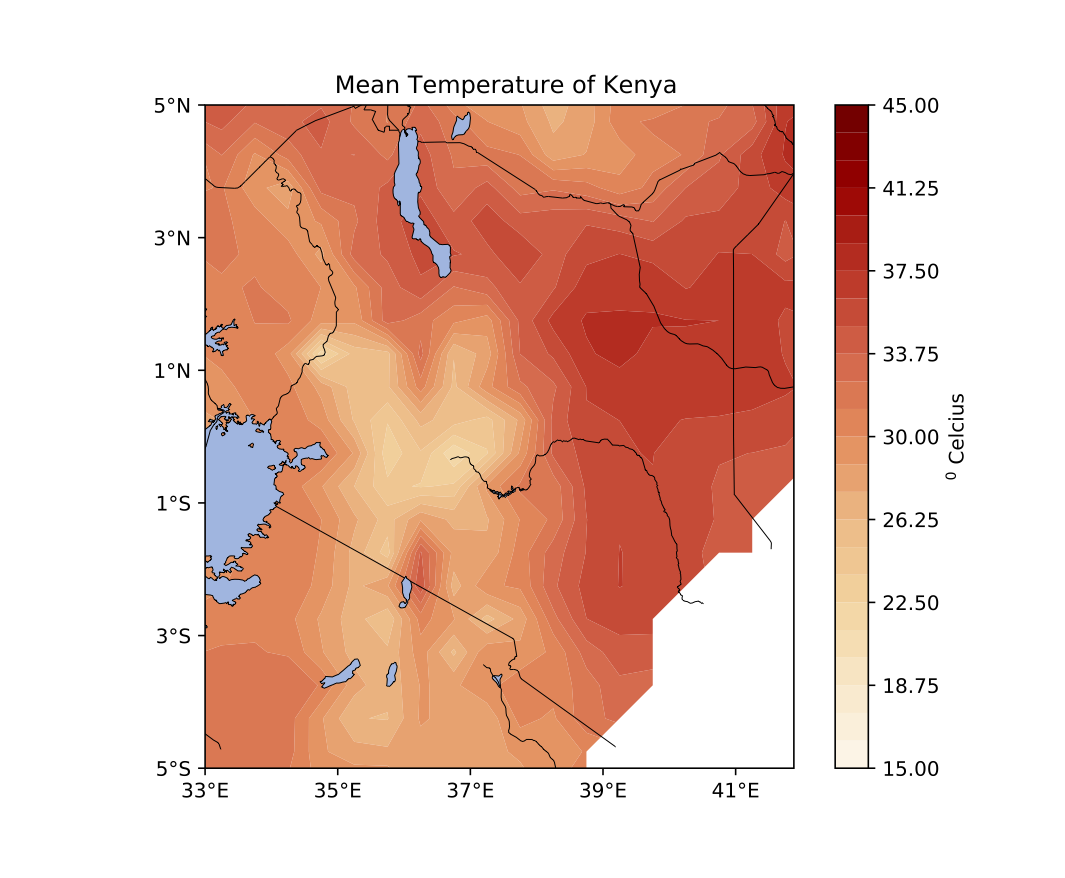 Mean Temperature of Kenya
5°N
3°N
1°N
1°S
3°S
5°S
33°E
35°E
37°E
39°E
41°E
45.00
41.25
37.50
33.75
30.00
26.25
22.50
18.75
15.00
⁰ Celcius